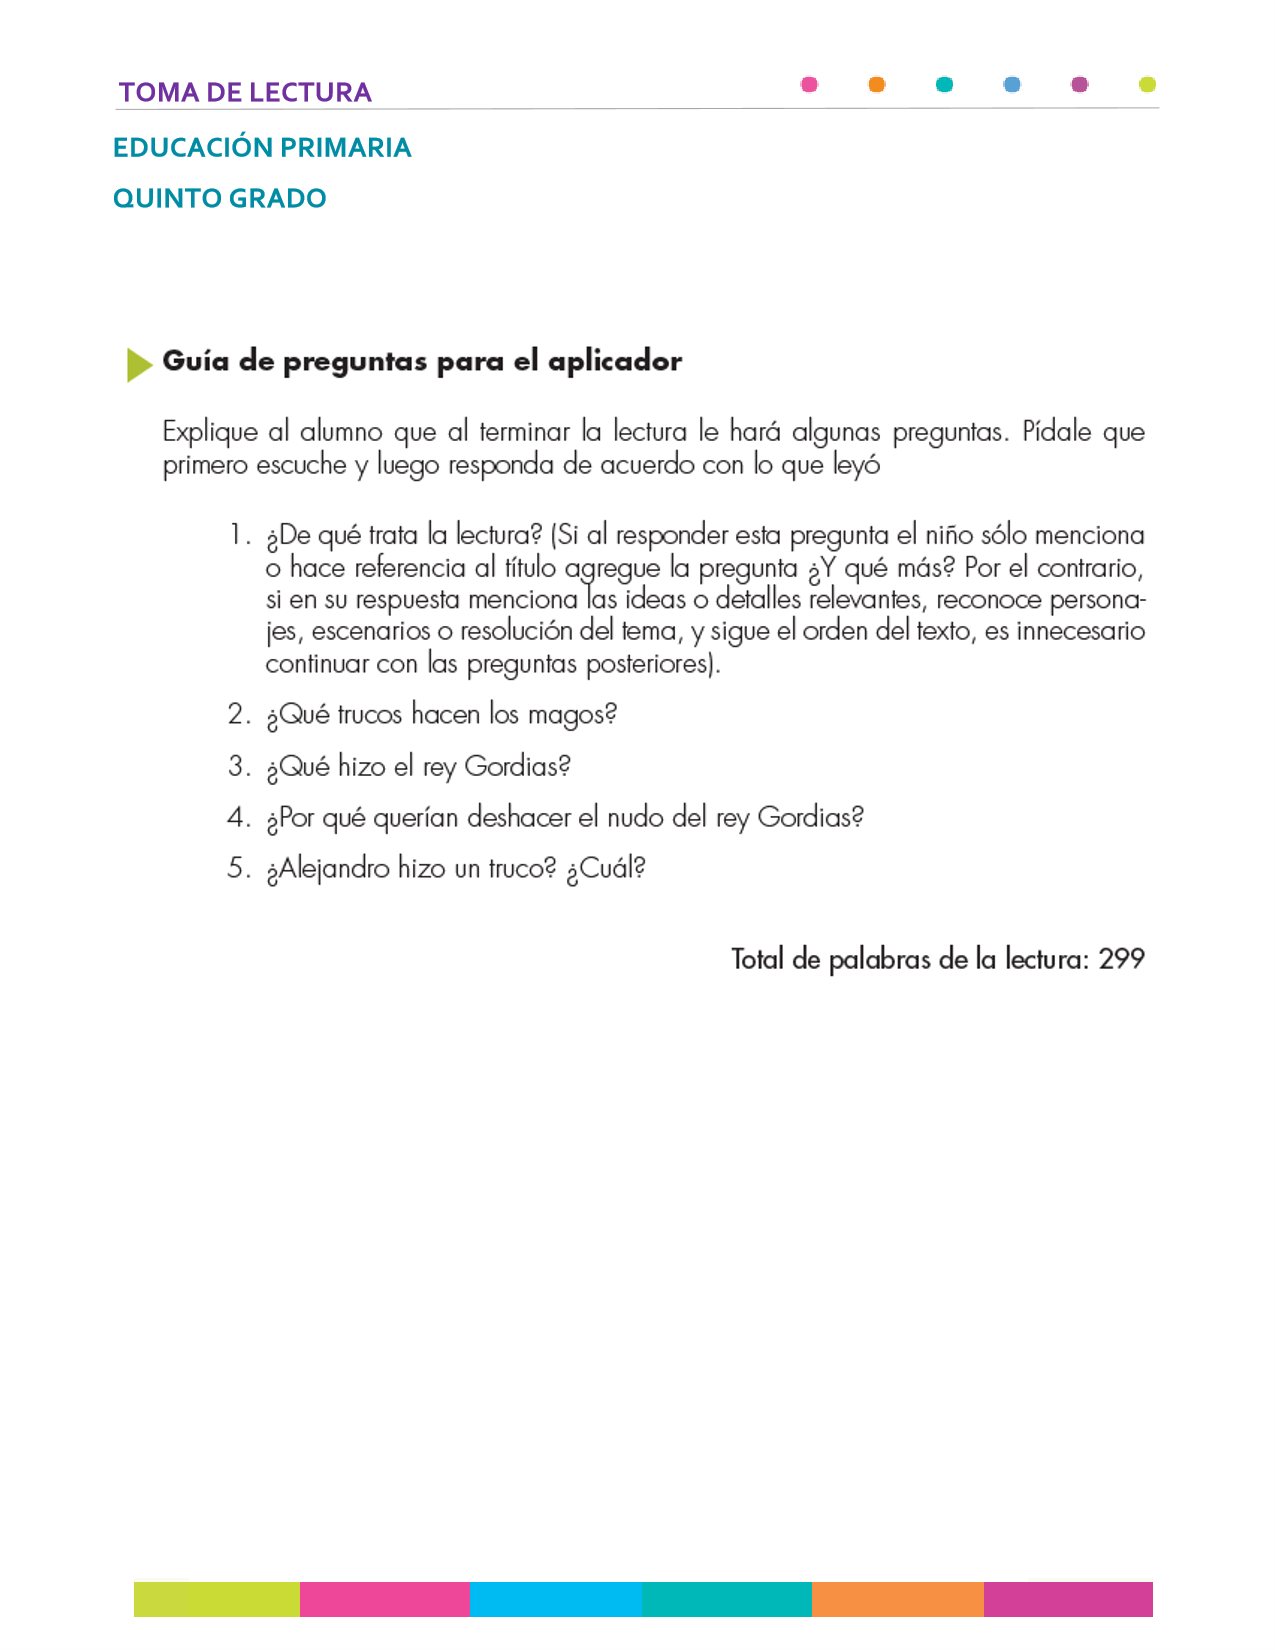 TOMA DE LECTURA
EDUCACIÓN PRIMARIA
QUINTO GRADO
Guía de preguntas para el aplicador
Explique al alumno que al terminar la lectura le hará algunas preguntas. Pídale que
primero escuche y luego responda de acuerdo con lo que leyó
1. ¿De qué trata la lectura? (Si al responder esta pregunta el niño sólo menciona
o hace referencia al título agregue la pregunta ¿Y qué más? Por el contrario,
si en su respuesta menciona las ideas o detalles relevantes, reconoce persona-
jes, escenarios o resolución del tema, y sigue el orden del texto, es innecesario
continuar con las preguntas posteriores).
2. ¿Qué trucos hacen los magos?
3. ¿Qué hizo el rey Gordias?
4. ¿Por qué querían deshacer el nudo del rey Gordias?
5. ¿Alejandro hizo un truco? ¿Cuál?
Total de palabras de la lectura: 299